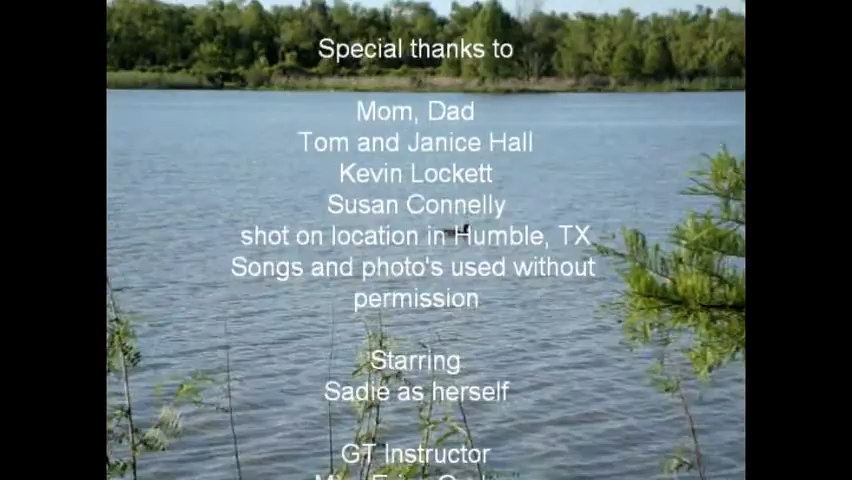 Special thanks to
Mom, Dad
Tom and Janice Hall
Kevin Lockett
Susan Connelly
shot on location in Humble, TX
Songs and photo's used without
permission
Starring
Sadie as herself
GT Instructor